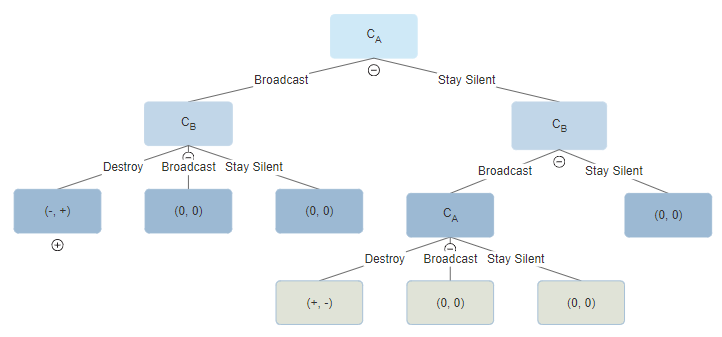 C_A
Broadcast Stay Silent
C_B C_B
Destroy Broadcast Stay Silent Broadcast Stay Silent
(-, +) (0, 0) (0, 0) C_A (0, 0)
Destroy Broadcast Stay Silent
(+, -) (0, 0) (0, 0)